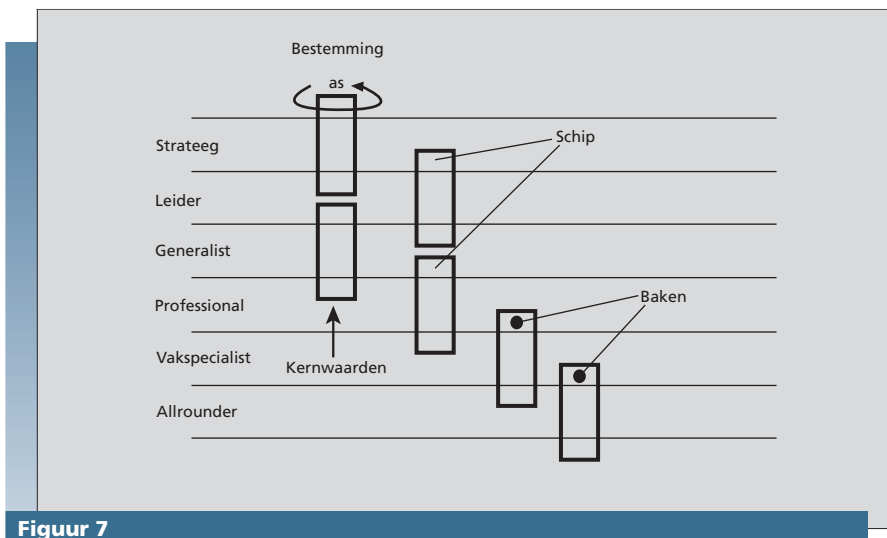 Bestemming
as
Strateeg
Schip
Leider
Generalist
Professional
Baken
Vakspecialist
Kernwaarden
Allrounder
Figuur 7